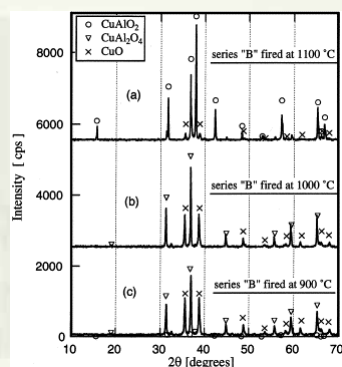 ○ CuAlO2
▽ CuAl2O4
× CuO
8000
(a)
series "B" fired at 1100 °C
6000
Intensity [ cps ]
4000
(b)
series "B" fired at 1000 °C
2000
(c)
series "B" fired at 900 °C
0
10 20 30 40 50 60 70
2θ [degrees]